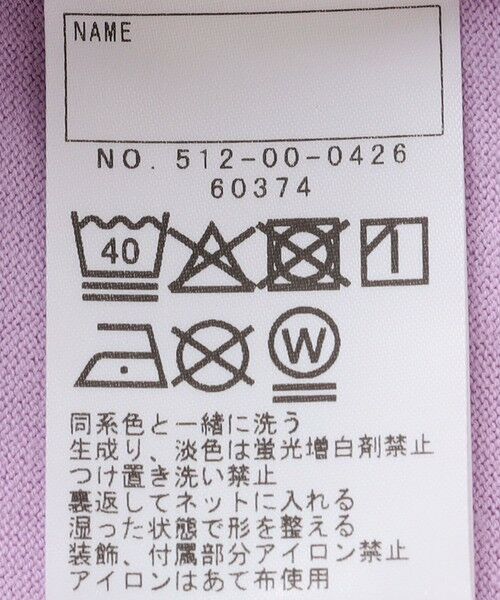 NAME
NO. 512-00-0426
60374
40
W
同系色と一緒に洗う
生成り、淡色は蛍光増白剤禁止
つけ置き洗い禁止
裏返してネットに入れる
湿った状態で形を整える
装飾、付属部分アイロン禁止
アイロンはあて布使用